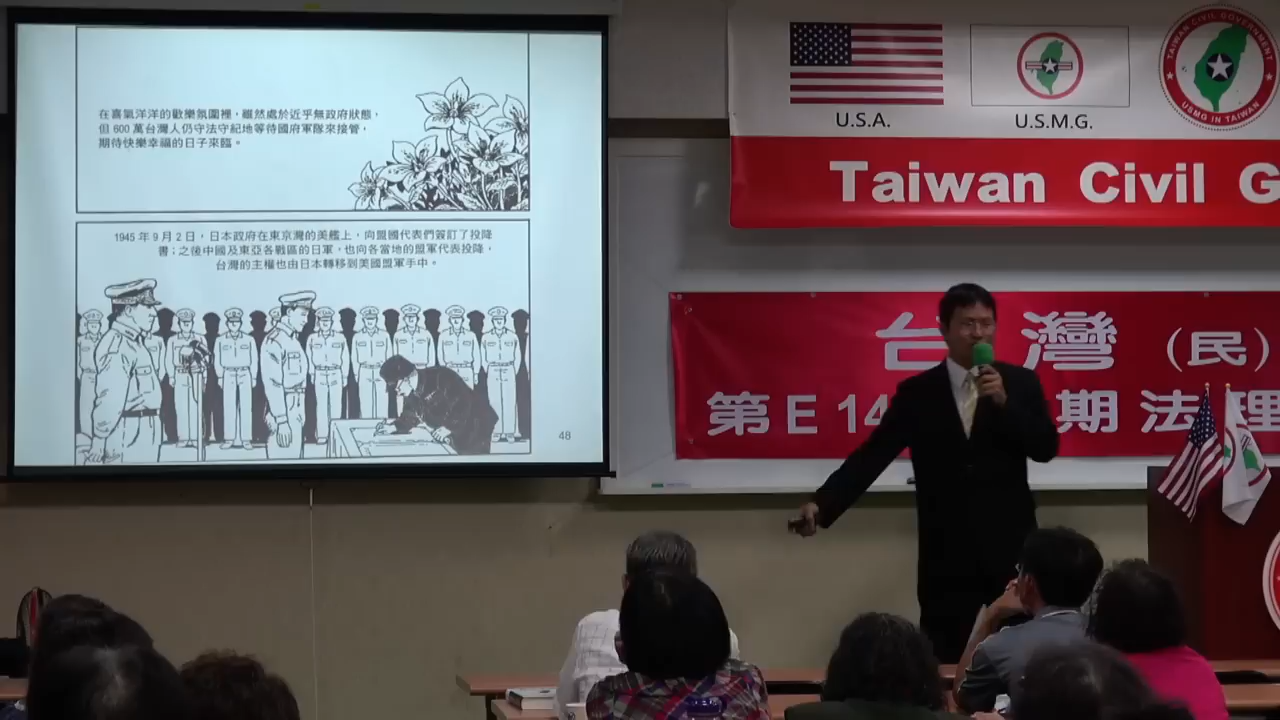 在喜氣洋洋的歡樂氛圍裡，雖然處於近乎無政府狀態，
但 600 萬台灣人仍守法守紀地等待國府軍隊來接管，
期待快樂幸福的日子來臨。
1945 年 9 月 2 日，日本政府在東京灣的美艦上，向盟國代表們簽訂了投降
書；之後中國及東亞各戰區的日軍，也向各當地的盟軍代表投降，
台灣的主權也由日本轉移到美國盟軍手中。
48
U.S.A.
U.S.M.G.
TAIWAN CIVIL GOVERNMENT
USMG IN TAIWAN
Taiwan Civil G
台灣（民）
第 E 14 期 法 理